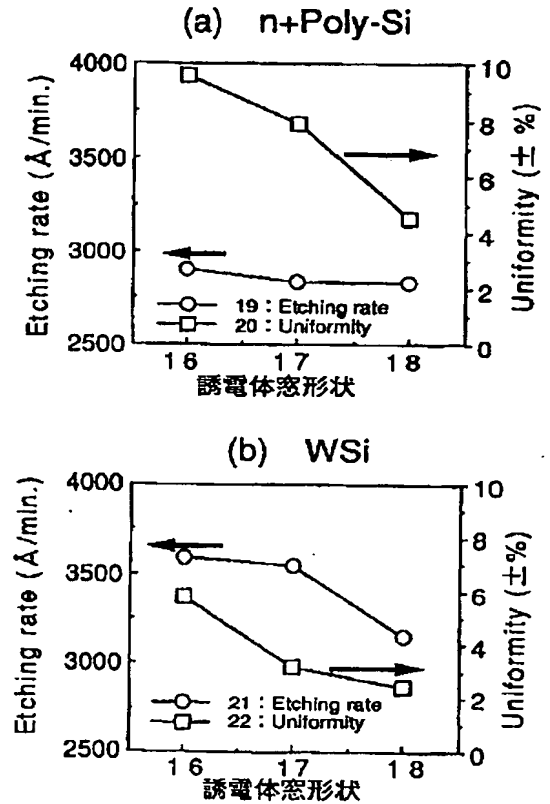 (a) n+Poly-Si
Etching rate (Å/min.)
4000
3500
3000
2500
10
8
6
4
2
0
Uniformity (± %)
19 : Etching rate
20 : Uniformity
16 17 18
誘電体窓形状
(b) WSi
Etching rate (Å/min.)
4000
3500
3000
2500
10
8
6
4
2
0
Uniformity (±%)
21 : Etching rate
22 : Uniformity
16 17 18
誘電体窓形状